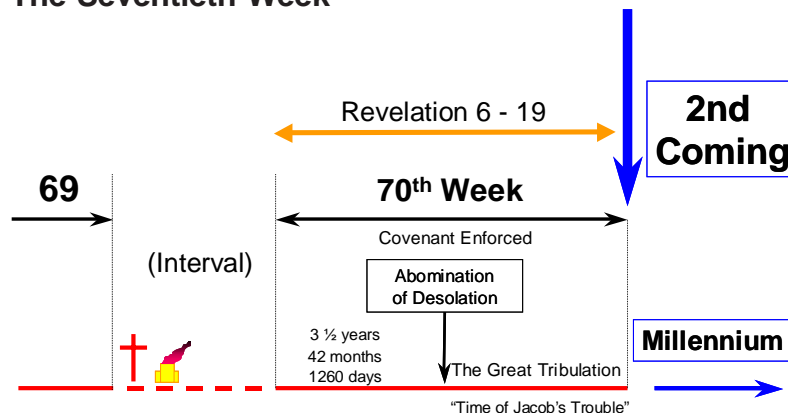 The Seventieth Week
Revelation 6 - 19
2nd
Coming
69
70th Week
Covenant Enforced
(Interval)
Abomination
of Desolation
3 ½ years
42 months
1260 days
The Great Tribulation
Millennium
“Time of Jacob’s Trouble”